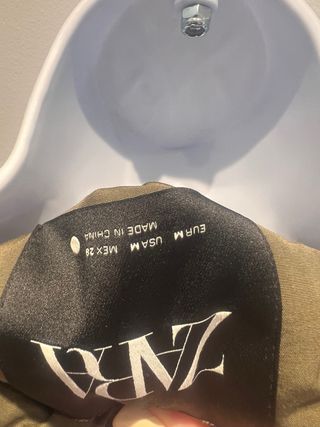 ZARA
EUR M USA M MEX 28
MADE IN CHINA